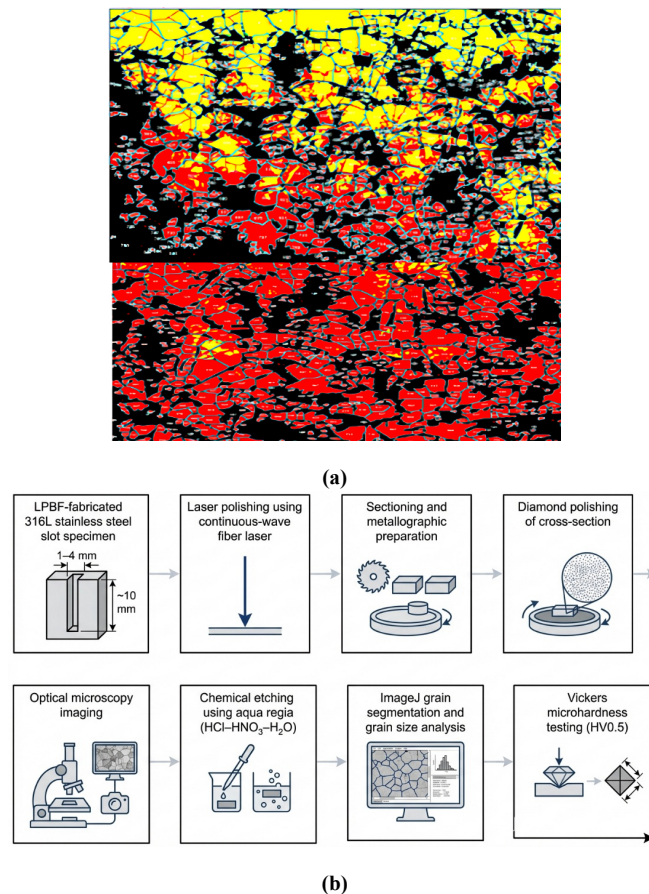 (a)
LPBF-fabricated
316L stainless steel
slot specimen
1–4 mm
~10
mm
Laser polishing using
continuous-wave
fiber laser
Sectioning and
metallographic
preparation
Diamond polishing
of cross-section
Optical microscopy
imaging
Chemical etching
using aqua regia
(HCl–HNO₃–H₂O)
ImageJ grain
segmentation and
grain size analysis
Vickers
microhardness
testing (HV0.5)
(b)